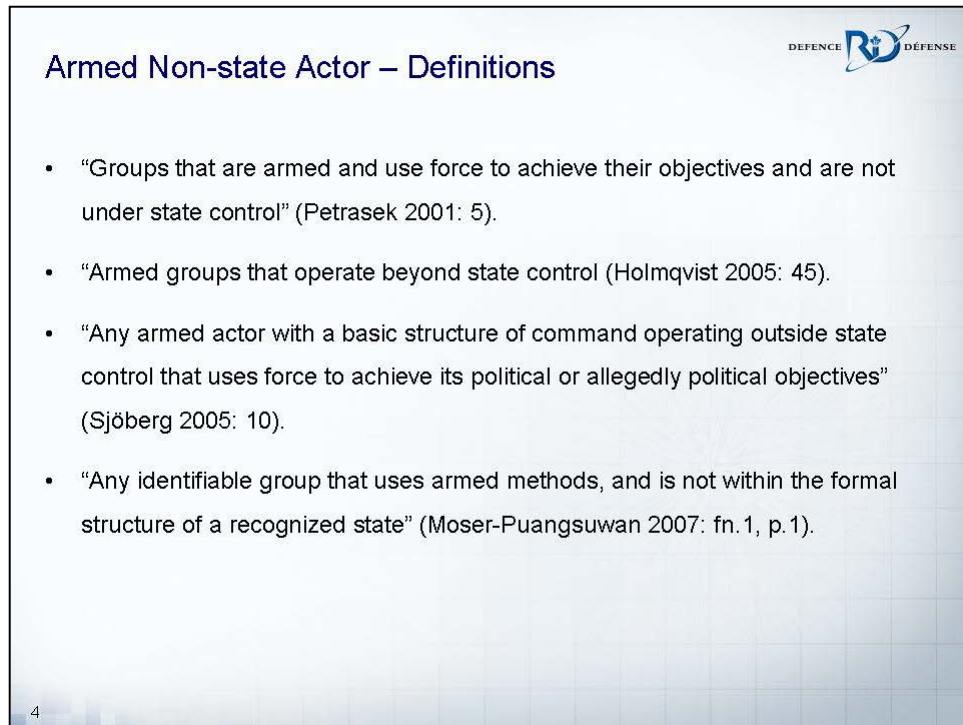 DEFENCE R&D DÉFENSE
Armed Non-state Actor – Definitions
• “Groups that are armed and use force to achieve their objectives and are not
under state control” (Petrasek 2001: 5).
• “Armed groups that operate beyond state control (Holmqvist 2005: 45).
• “Any armed actor with a basic structure of command operating outside state
control that uses force to achieve its political or allegedly political objectives”
(Sjöberg 2005: 10).
• “Any identifiable group that uses armed methods, and is not within the formal
structure of a recognized state” (Moser-Puangsuwan 2007: fn.1, p.1).
4